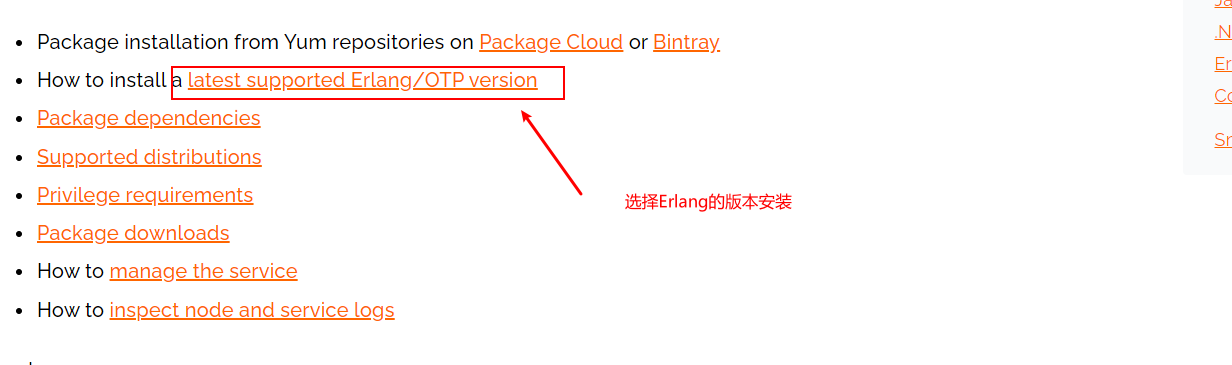 Package installation from Yum repositories on Package Cloud or Bintray
How to install a latest supported Erlang/OTP version
Package dependencies
Supported distributions
Privilege requirements
选择Erlang的版本安装
Package downloads
How to manage the service
How to inspect node and service logs
.N
Er
Co